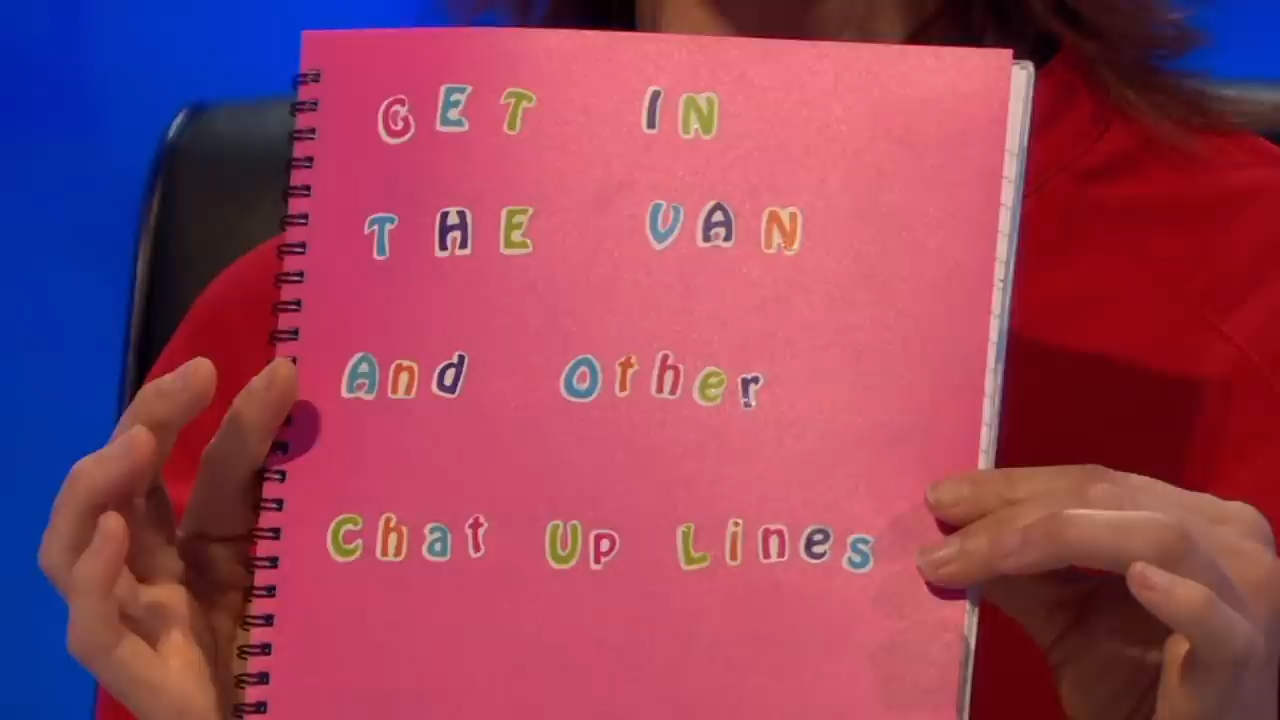 GET IN
THE VAN
And Other
Chat Up Lines